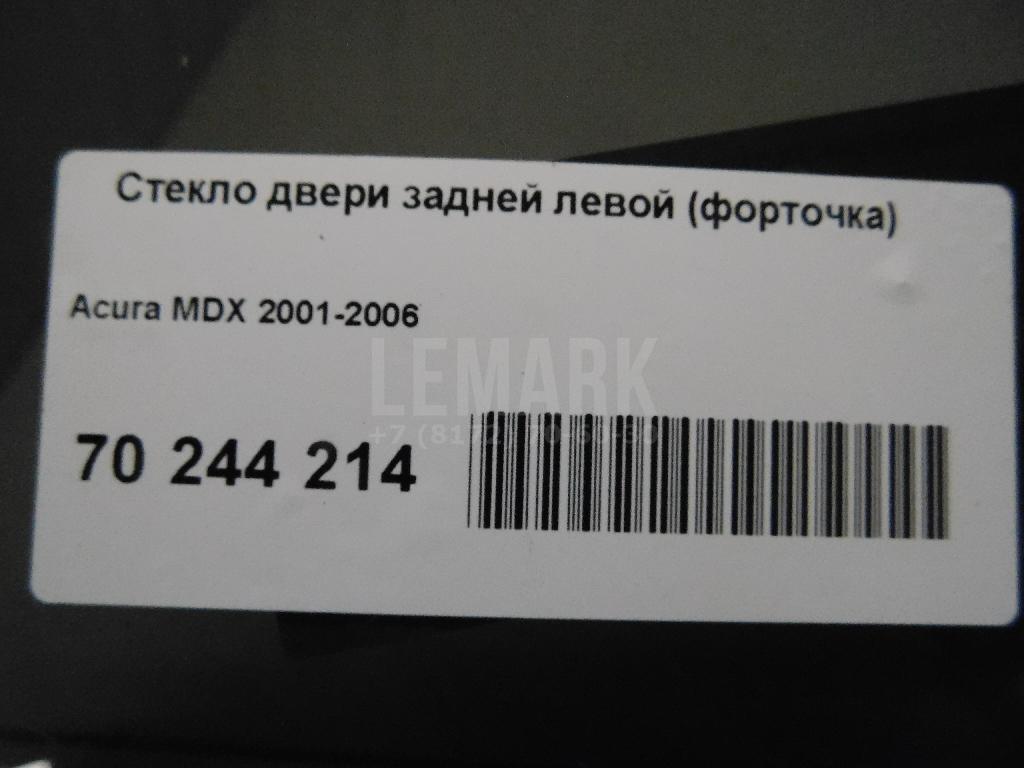 Стекло двери задней левой (форточка)
Acura MDX 2001-2006
LEMARK
70 244 214